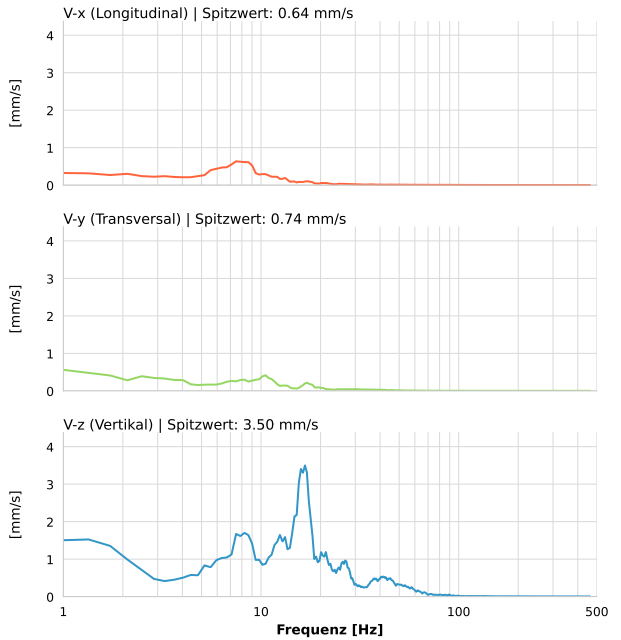 V-x (Longitudinal) | Spitzwert: 0.64 mm/s
4
3
2
1
0
[mm/s]
V-y (Transversal) | Spitzwert: 0.74 mm/s
4
3
2
1
0
[mm/s]
V-z (Vertikal) | Spitzwert: 3.50 mm/s
4
3
2
1
0
[mm/s]
1 10 100 500
Frequenz [Hz]